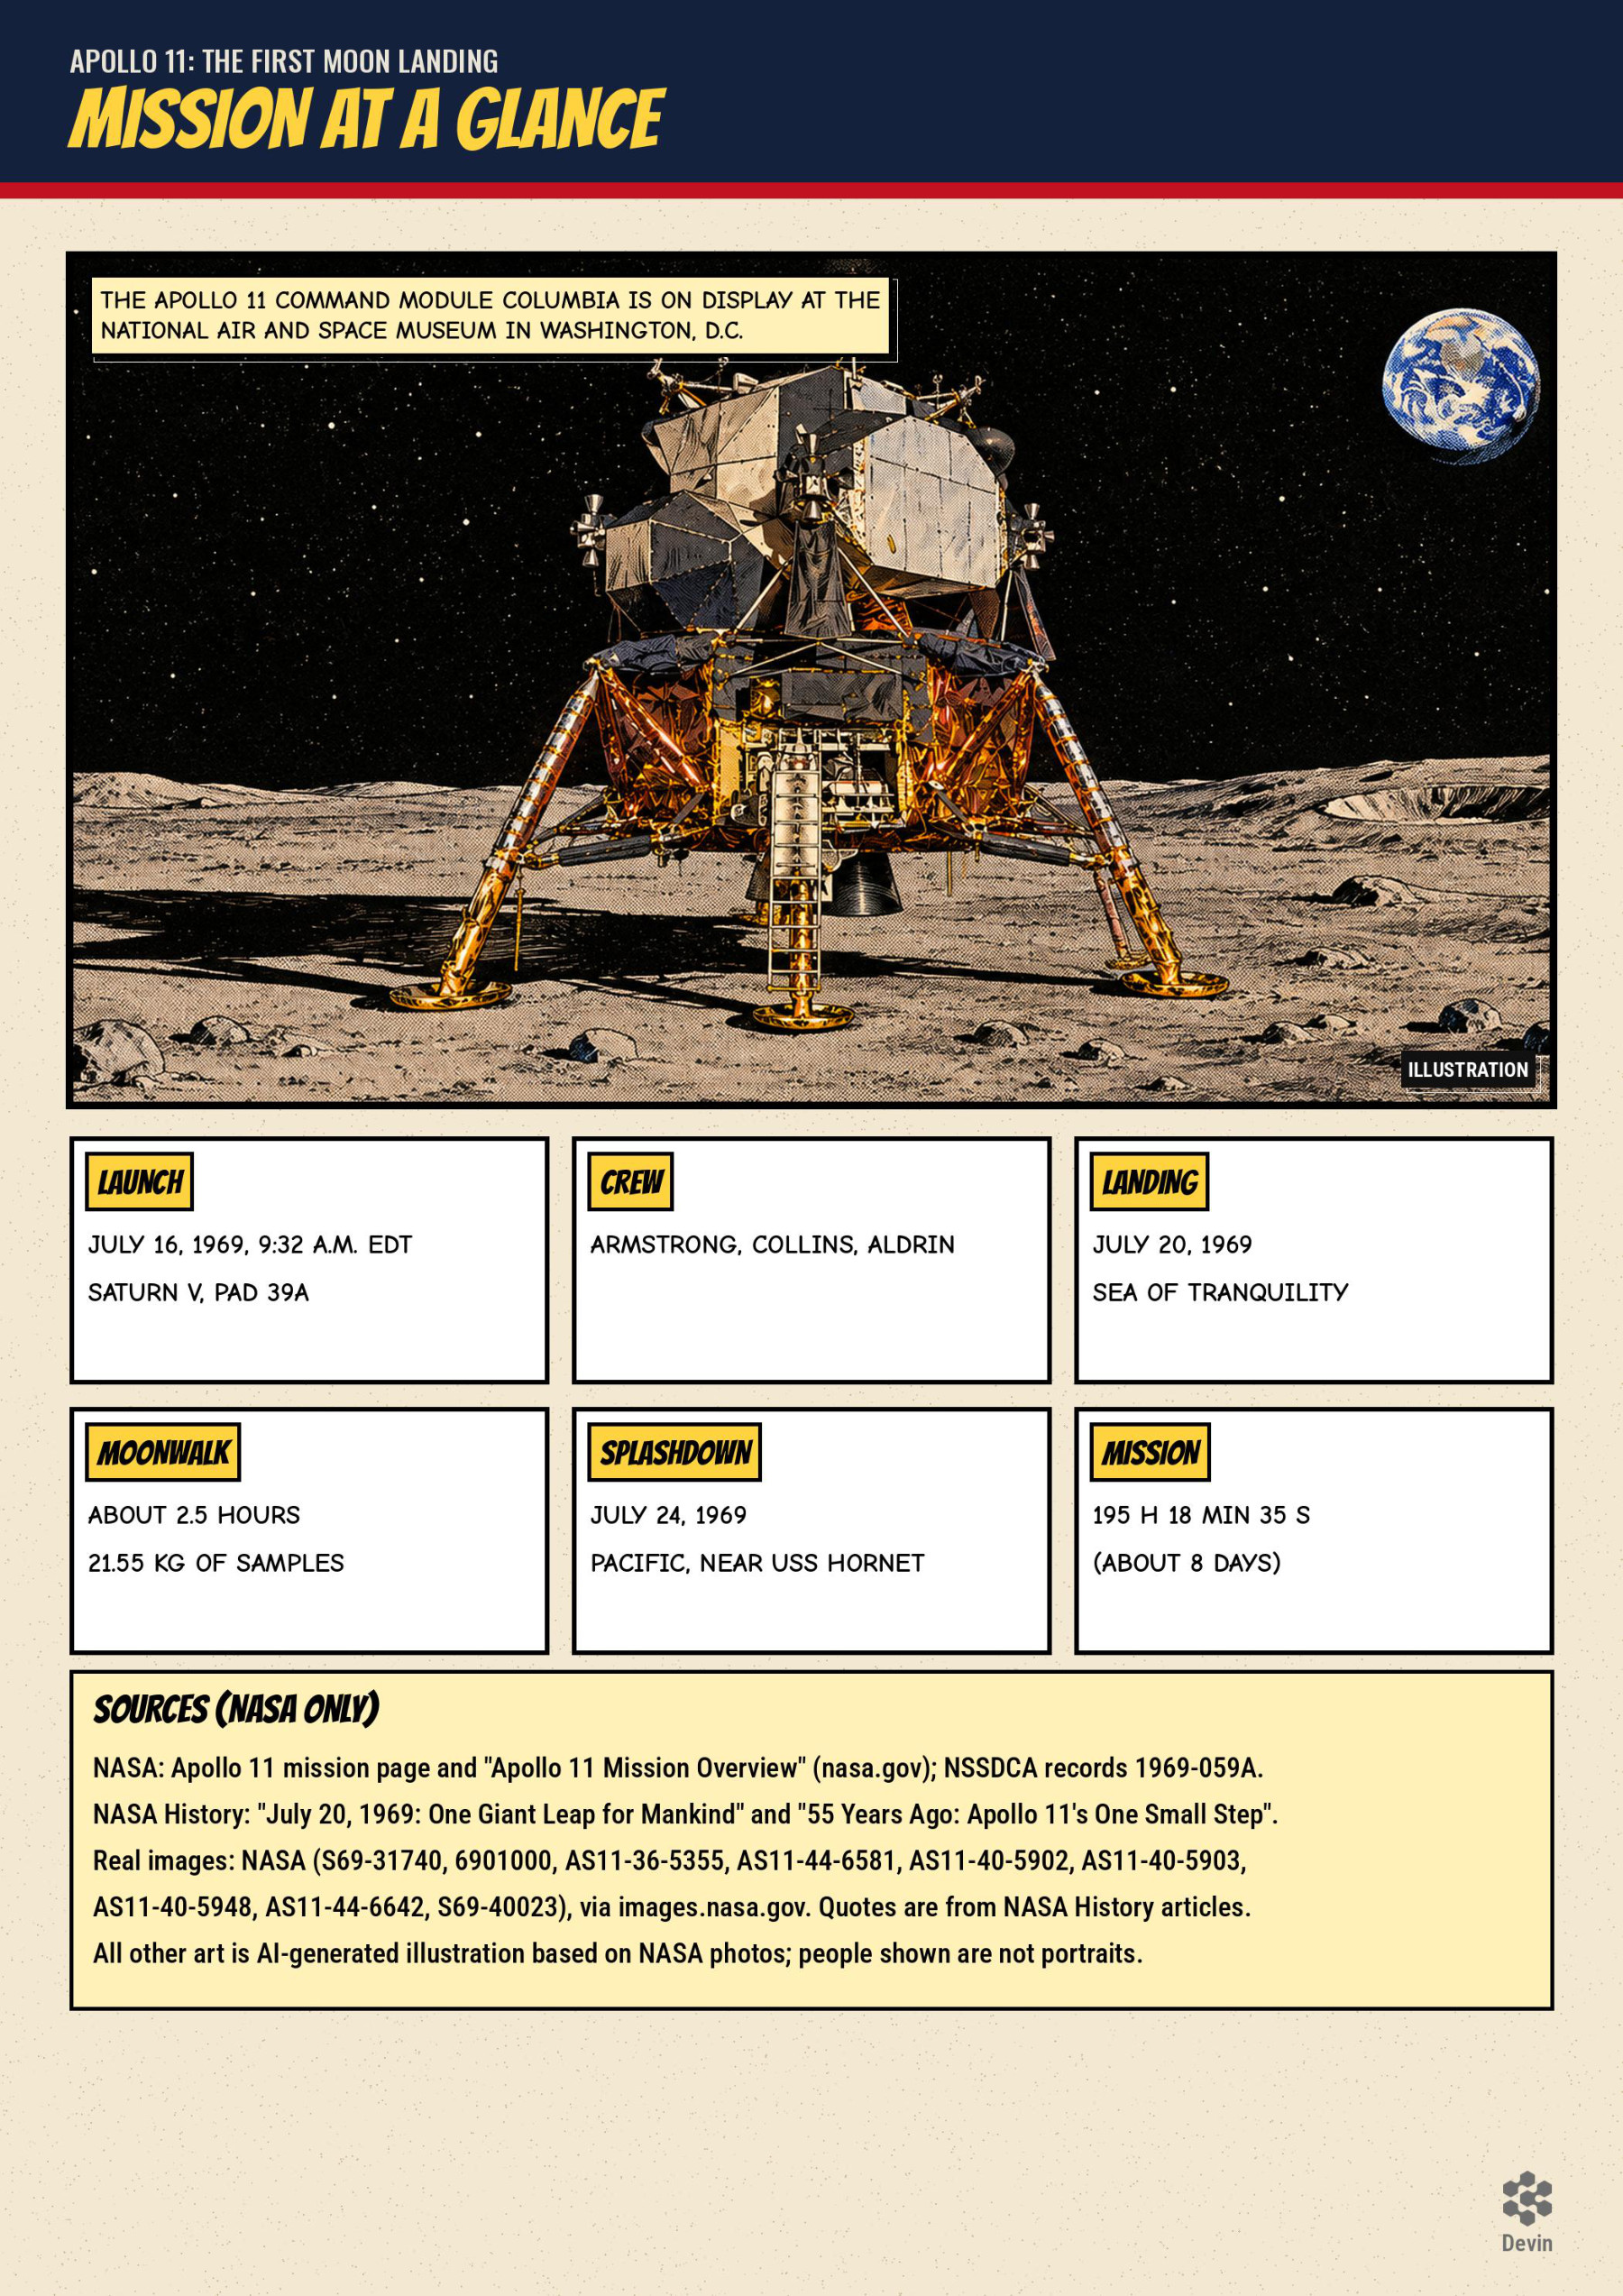 APOLLO 11: THE FIRST MOON LANDING
MISSION AT A GLANCE
THE APOLLO 11 COMMAND MODULE COLUMBIA IS ON DISPLAY AT THE
NATIONAL AIR AND SPACE MUSEUM IN WASHINGTON, D.C.
ILLUSTRATION
LAUNCH
JULY 16, 1969, 9:32 A.M. EDT
SATURN V, PAD 39A
CREW
ARMSTRONG, COLLINS, ALDRIN
LANDING
JULY 20, 1969
SEA OF TRANQUILITY
MOONWALK
ABOUT 2.5 HOURS
21.55 KG OF SAMPLES
SPLASHDOWN
JULY 24, 1969
PACIFIC, NEAR USS HORNET
MISSION
195 H 18 MIN 35 S
(ABOUT 8 DAYS)
SOURCES (NASA ONLY)
NASA: Apollo 11 mission page and "Apollo 11 Mission Overview" (nasa.gov); NSSDCA records 1969-059A.
NASA History: "July 20, 1969: One Giant Leap for Mankind" and "55 Years Ago: Apollo 11's One Small Step".
Real images: NASA (S69-31740, 6901000, AS11-36-5355, AS11-44-6581, AS11-40-5902, AS11-40-5903,
AS11-40-5948, AS11-44-6642, S69-40023), via images.nasa.gov. Quotes are from NASA History articles.
All other art is AI-generated illustration based on NASA photos; people shown are not portraits.
Devin